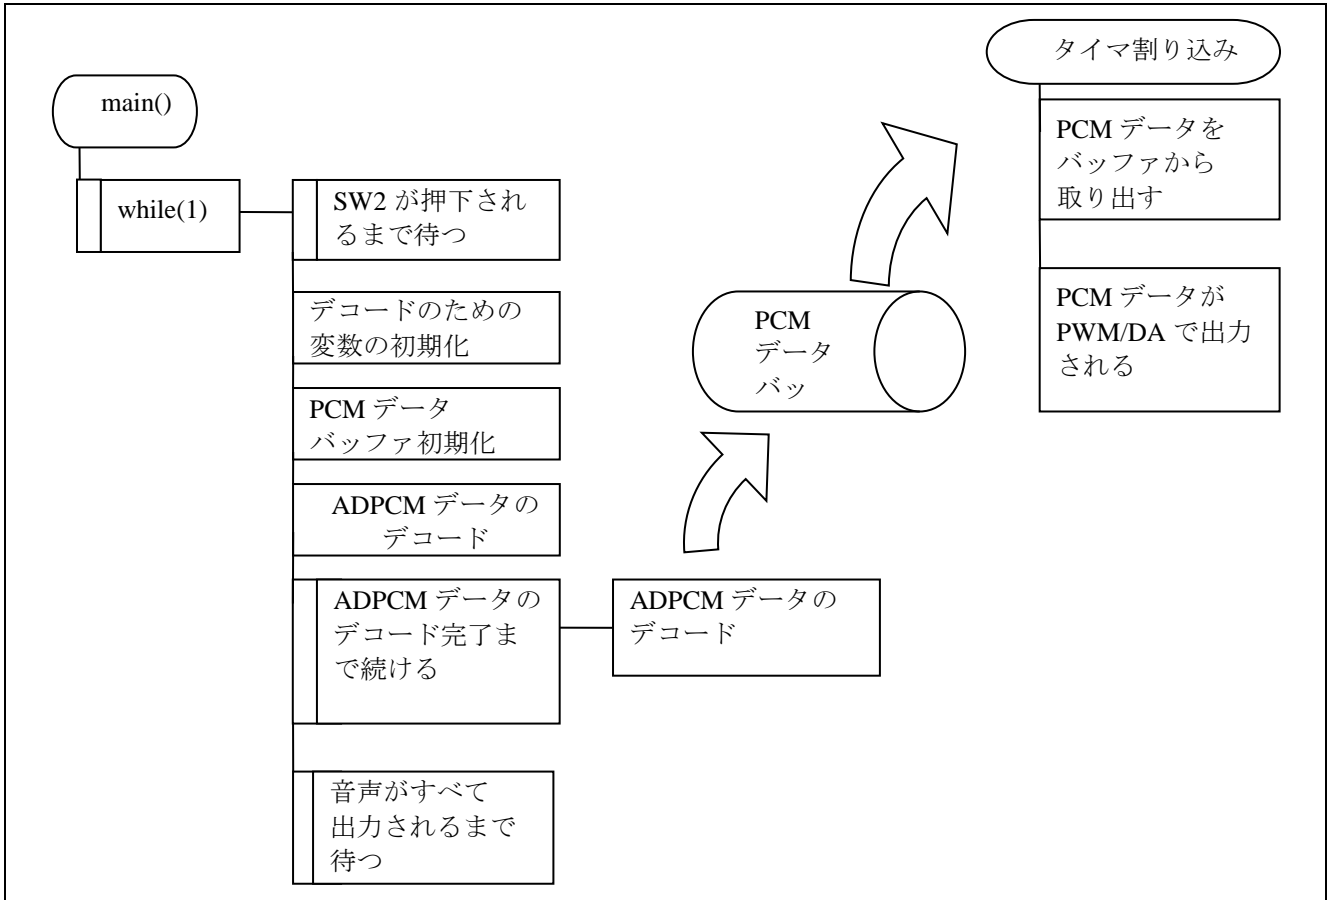 main()
while(1)
SW2 が押下され
るまで待つ
デコードのための
変数の初期化
PCM データ
バッファ初期化
ADPCM データの
デコード
ADPCM データの
デコード完了ま
で続ける
音声がすべて
出力されるまで
待つ
ADPCM データの
デコード
PCM
データ
バッ
タイマ割り込み
PCM データを
バッファから
取り出す
PCM データが
PWM/DA で出力
される